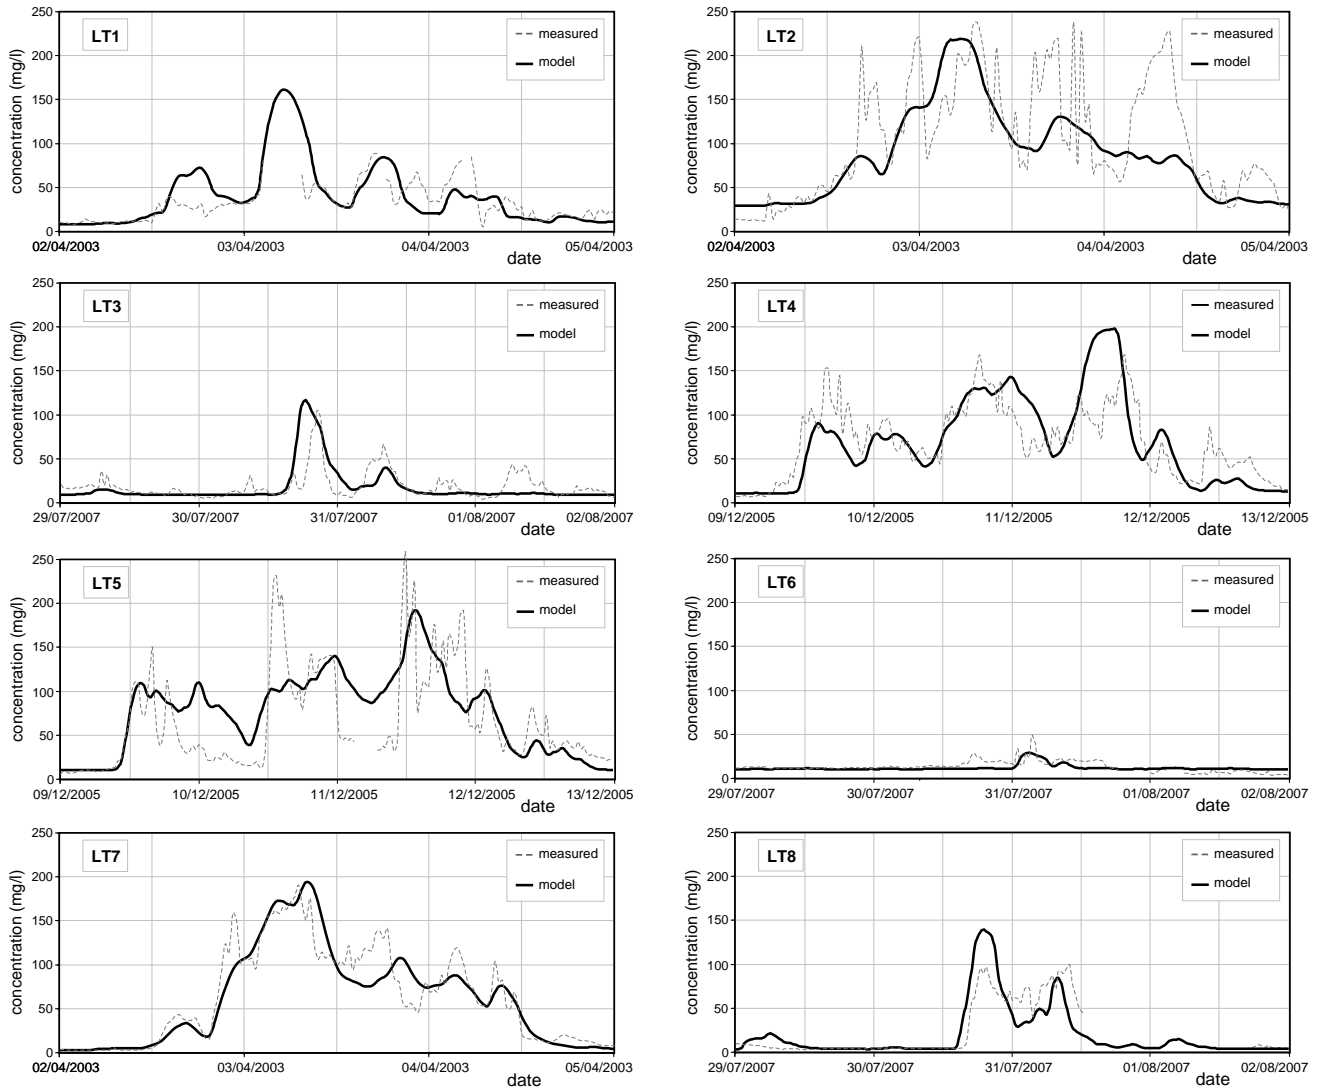 LT1
measured
model
concentration (mg/l)
250
200
150
100
50
0
02/04/2003
03/04/2003
04/04/2003
05/04/2003
date
LT2
measured
model
concentration (mg/l)
250
200
150
100
50
0
02/04/2003
03/04/2003
04/04/2003
05/04/2003
date
LT3
measured
model
concentration (mg/l)
250
200
150
100
50
0
29/07/2007
30/07/2007
31/07/2007
01/08/2007
02/08/2007
date
LT4
measured
model
concentration (mg/l)
250
200
150
100
50
0
09/12/2005
10/12/2005
11/12/2005
12/12/2005
13/12/2005
date
LT5
measured
model
concentration (mg/l)
250
200
150
100
50
0
09/12/2005
10/12/2005
11/12/2005
12/12/2005
13/12/2005
date
LT6
measured
model
concentration (mg/l)
250
200
150
100
50
0
29/07/2007
30/07/2007
31/07/2007
01/08/2007
02/08/2007
date
LT7
measured
model
concentration (mg/l)
250
200
150
100
50
0
02/04/2003
03/04/2003
04/04/2003
05/04/2003
date
LT8
measured
model
concentration (mg/l)
250
200
150
100
50
0
29/07/2007
30/07/2007
31/07/2007
01/08/2007
02/08/2007
date